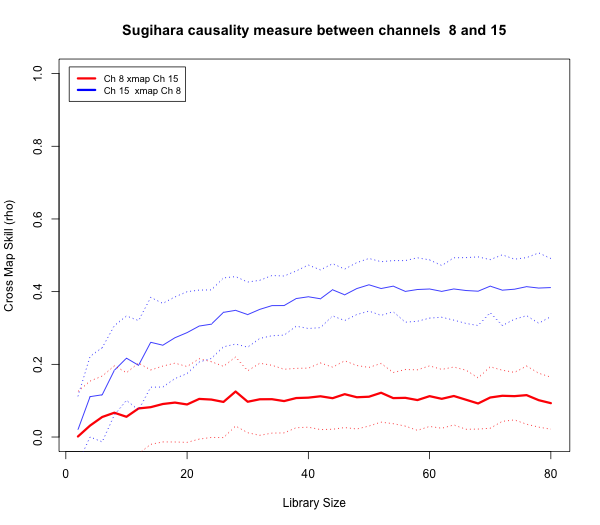 Sugihara causality measure between channels  8 and 15
Ch 8 xmap Ch 15
Ch 15  xmap Ch 8
Cross Map Skill (rho)
1.0
0.8
0.6
0.4
0.2
0.0
0 20 40 60 80
Library Size